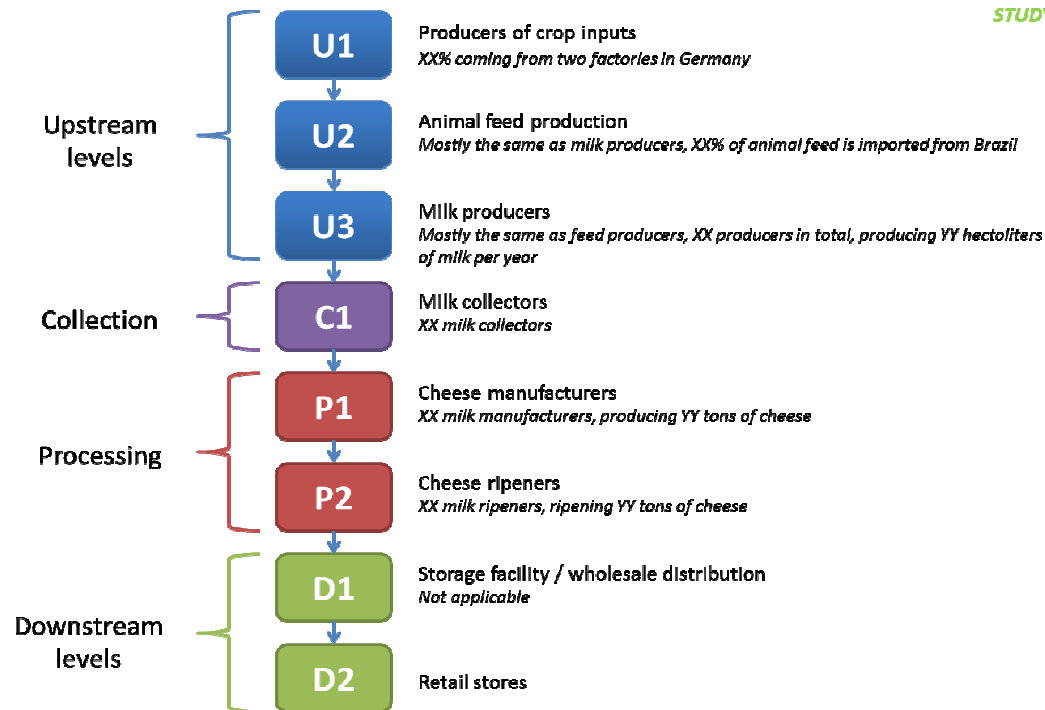 STUDY
U1
Producers of crop inputs
XX% coming from two factories in Germany
Upstream
levels
U2
Animal feed production
Mostly the same as milk producers, XX% of animal feed is imported from Brazil
U3
Milk producers
Mostly the same as feed producers, XX producers in total, producing YY hectoliters
of milk per year
Collection
C1
Milk collectors
XX milk collectors
Processing
P1
Cheese manufacturers
XX milk manufacturers, producing YY tons of cheese
P2
Cheese ripeners
XX milk ripeners, ripening YY tons of cheese
Downstream
levels
D1
Storage facility / wholesale distribution
Not applicable
D2
Retail stores